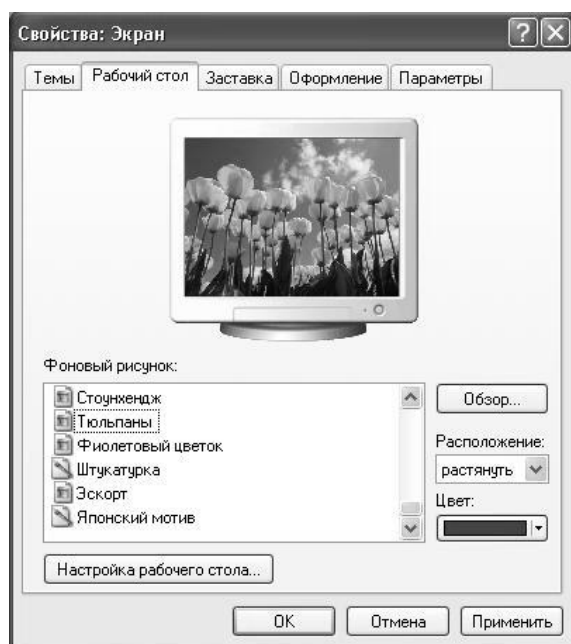 Свойства: Экран
Темы Рабочий стол Заставка Оформление Параметры
Фоновый рисунок:
Стоунхендж
Тюльпаны
Фиолетовый цветок
Штукатурка
Эскорт
Японский мотив
Обзор...
Расположение:
растянуть
Цвет:
Настройка рабочего стола...
OK Отмена Применить